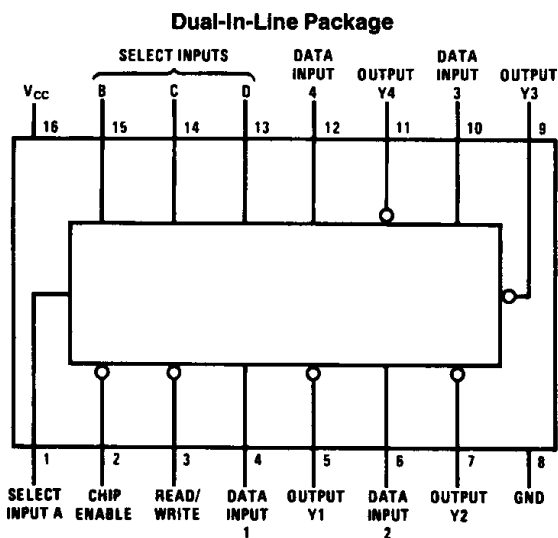 Dual-In-Line Package
SELECT INPUTS
DATA INPUT 4
OUTPUT Y4
DATA INPUT 3
OUTPUT Y3
VCC
B
C
D
16
15
14
13
12
11
10
9
1
2
3
4
5
6
7
8
SELECT INPUT A
CHIP ENABLE
READ/ WRITE
DATA INPUT 1
OUTPUT Y1
DATA INPUT 2
OUTPUT Y2
GND